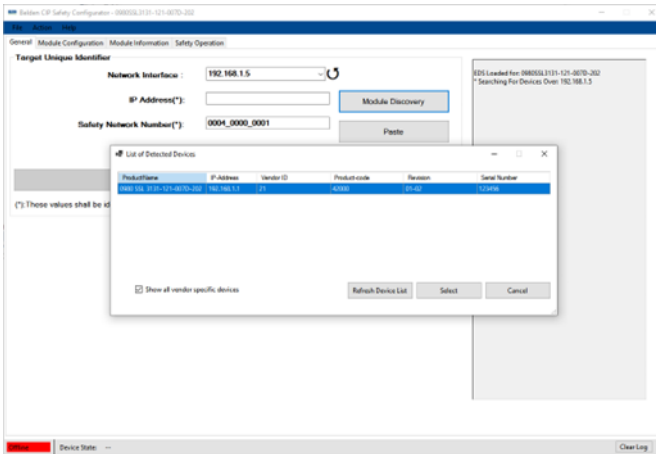 Belden CIP Safety Configurator - 0980SSL3131-121-007D-202
File Action Help
General Module Configuration Module Information Safety Operation
Target Unique Identifier
Network Interface : 192.168.1.5
IP Address(*): Module Discovery
Safety Network Number(*): 0004_0000_0001
Paste
(*):These values shall be id
EDS Loaded for: 0980SSL3131-121-007D-202
* Searching For Devices Over: 192.168.1.5
List of Detected Devices
ProductName IP-Address Vendor ID Product-code Revision Serial Number
0980 SSL 3131-121-007D-202 192.168.1.1 21 42000 01-02 123456
Show all vendor specific devices Refresh Device List Select Cancel
Offline Device State: -- Clear Log